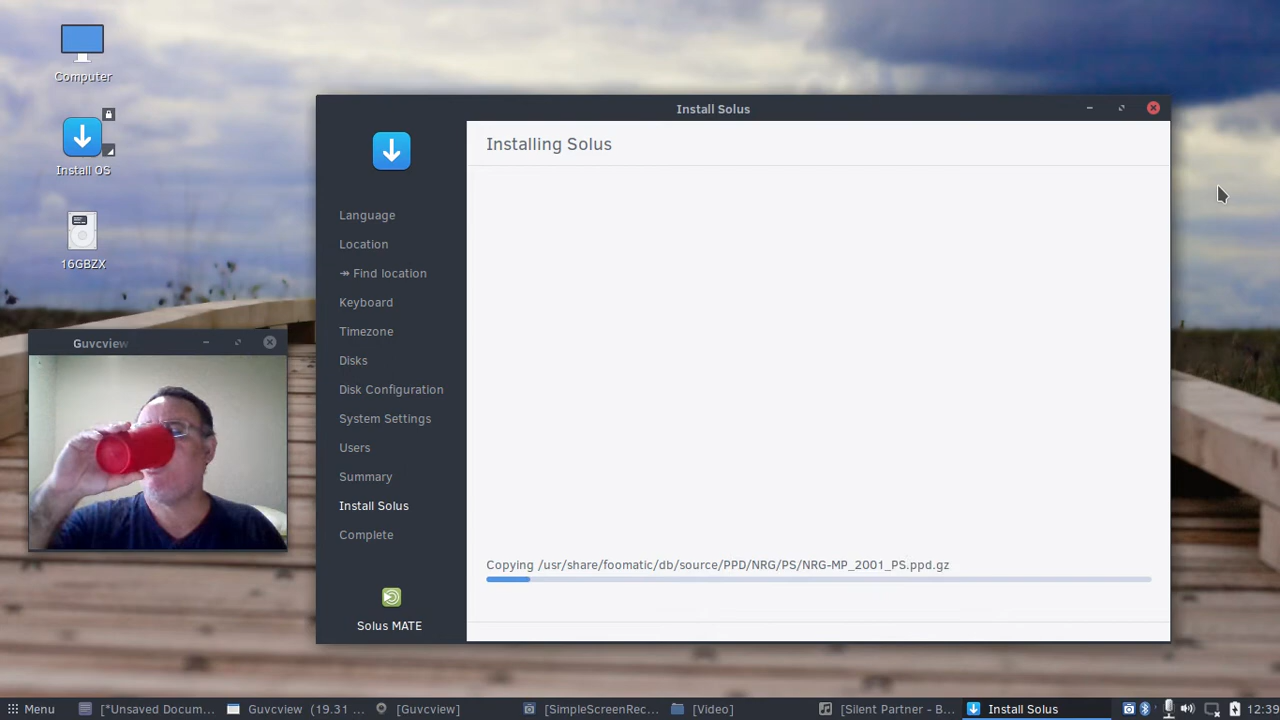 Computer
Install OS
16GBZX
Guvcview
Install Solus
Installing Solus
Language
Location
↠ Find location
Keyboard
Timezone
Disks
Disk Configuration
System Settings
Users
Summary
Install Solus
Complete
Solus MATE
Copying /usr/share/foomatic/db/source/PPD/NRG/PS/NRG-MP_2001_PS.ppd.gz
Menu
[*Unsaved Docum...
Guvcview (19.31 ...
[Guvcview]
[SimpleScreenRec...
[Video]
[Silent Partner - B...
Install Solus
12:39